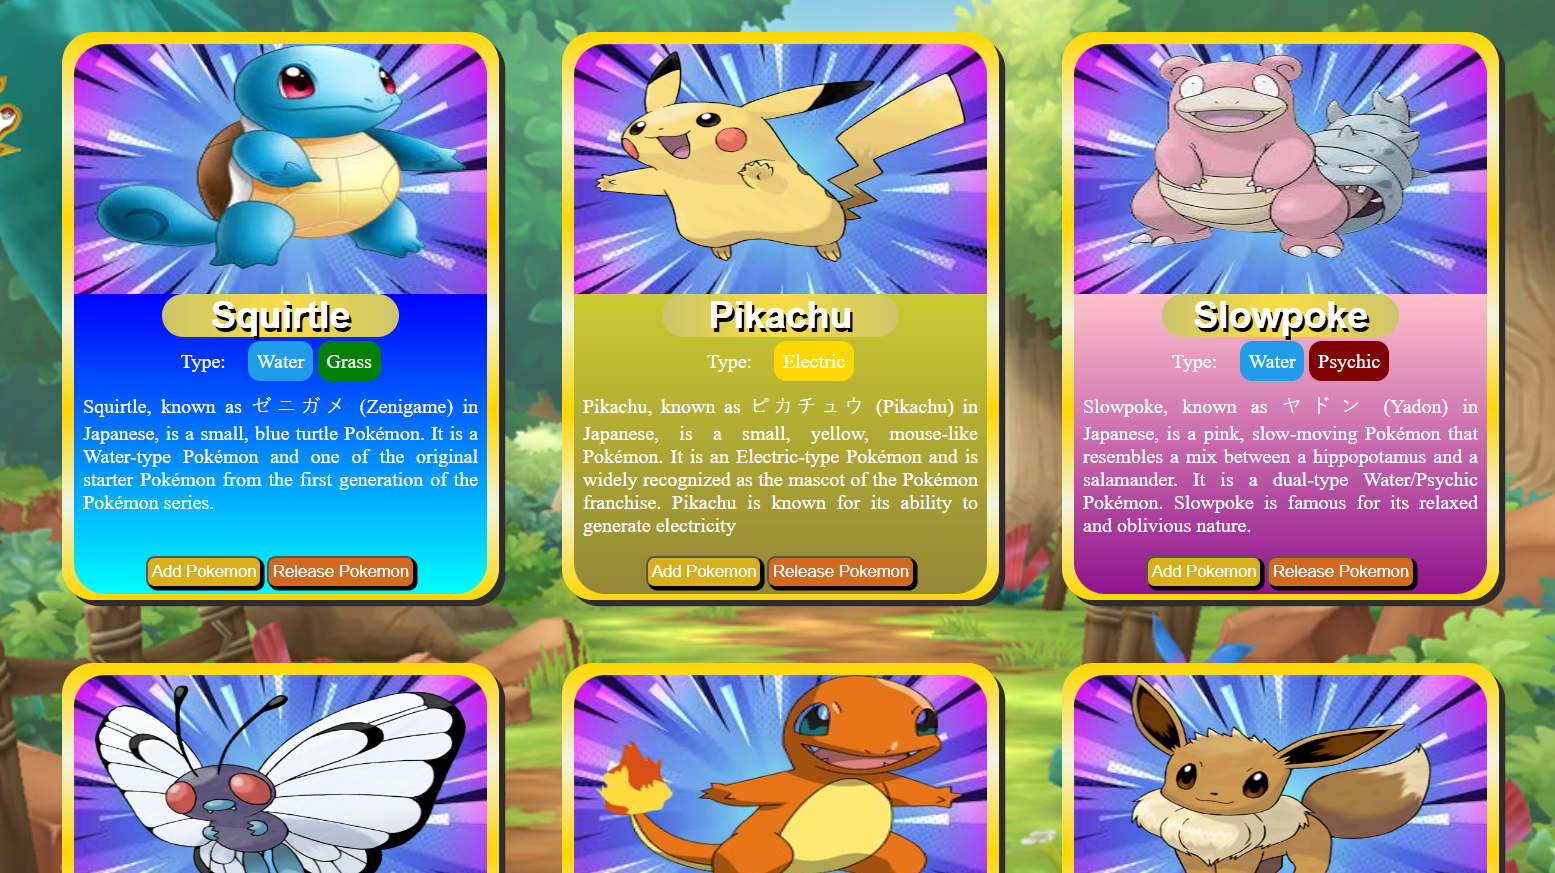 Squirtle
Type: Water Grass
Squirtle, known as ゼニガメ (Zenigame) in
Japanese, is a small, blue turtle Pokémon. It is a
Water-type Pokémon and one of the original
starter Pokémon from the first generation of the
Pokémon series.
Add Pokemon Release Pokemon
Pikachu
Type: Electric
Pikachu, known as ピカチュウ (Pikachu) in
Japanese, is a small, yellow, mouse-like
Pokémon. It is an Electric-type Pokémon and is
widely recognized as the mascot of the Pokémon
franchise. Pikachu is known for its ability to
generate electricity
Add Pokemon Release Pokemon
Slowpoke
Type: Water Psychic
Slowpoke, known as ヤドン (Yadon) in
Japanese, is a pink, slow-moving Pokémon that
resembles a mix between a hippopotamus and a
salamander. It is a dual-type Water/Psychic
Pokémon. Slowpoke is famous for its relaxed
and oblivious nature.
Add Pokemon Release Pokemon